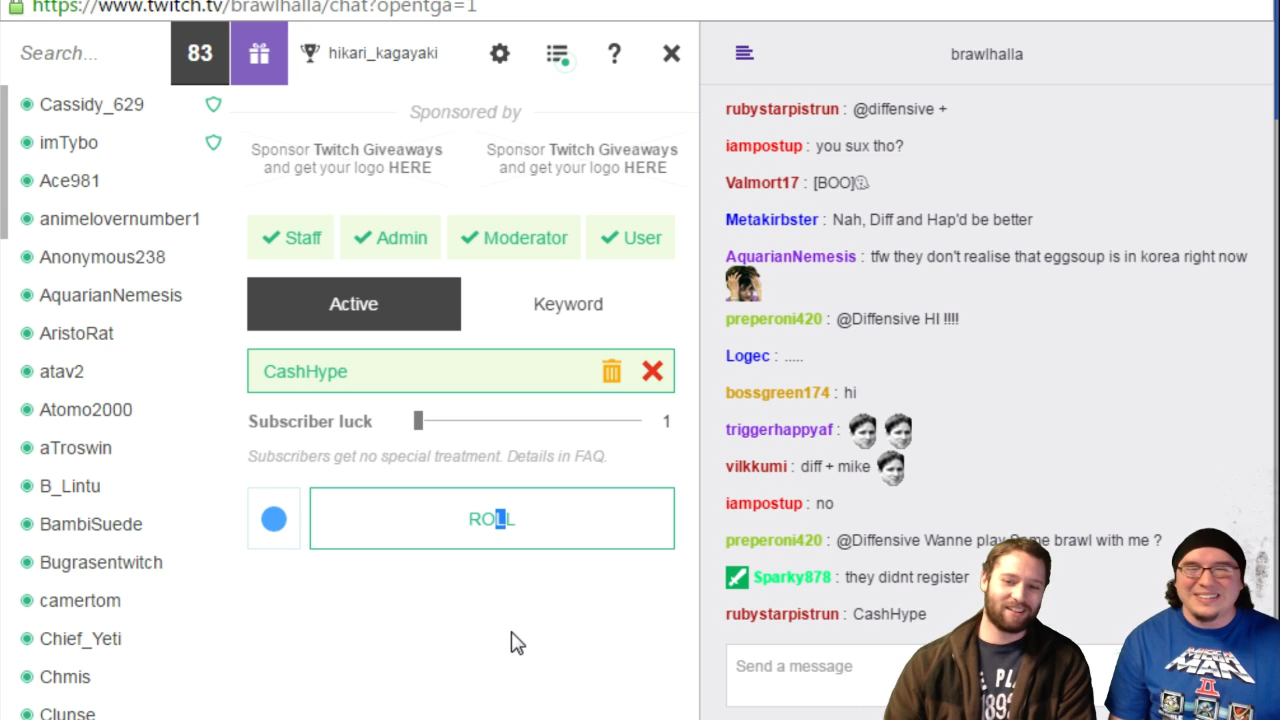 https://www.twitch.tv/brawlhalla/chat?opentga=1
Search...
83
hikari_kagayaki
?
Cassidy_629
imTybo
Ace981
animelovernumber1
Anonymous238
AquarianNemesis
AristoRat
atav2
Atomo2000
aTroswin
B_Lintu
BambiSuede
Bugrasentwitch
camertom
Chief_Yeti
Chmis
Clunse
Sponsored by
Sponsor Twitch Giveaways
and get your logo HERE
Sponsor Twitch Giveaways
and get your logo HERE
Staff
Admin
Moderator
User
Active
Keyword
CashHype
Subscriber luck
1
Subscribers get no special treatment. Details in FAQ.
ROLL
brawlhalla
rubystarpistrun : @diffensive +
iampostup : you sux tho?
Valmort17 : [BOO]
Metakirbster : Nah, Diff and Hap'd be better
AquarianNemesis : tfw they don't realise that eggsoup is in korea right now
preperoni420 : @Diffensive HI !!!!
Logec : .....
bossgreen174 : hi
triggerhappyaf :
vilkkumi : diff + mike
iampostup : no
preperoni420 : @Diffensive Wanne play Some brawl with me ?
Sparky878 : they didnt register
rubystarpistrun : CashHype
Send a message
MAN
II